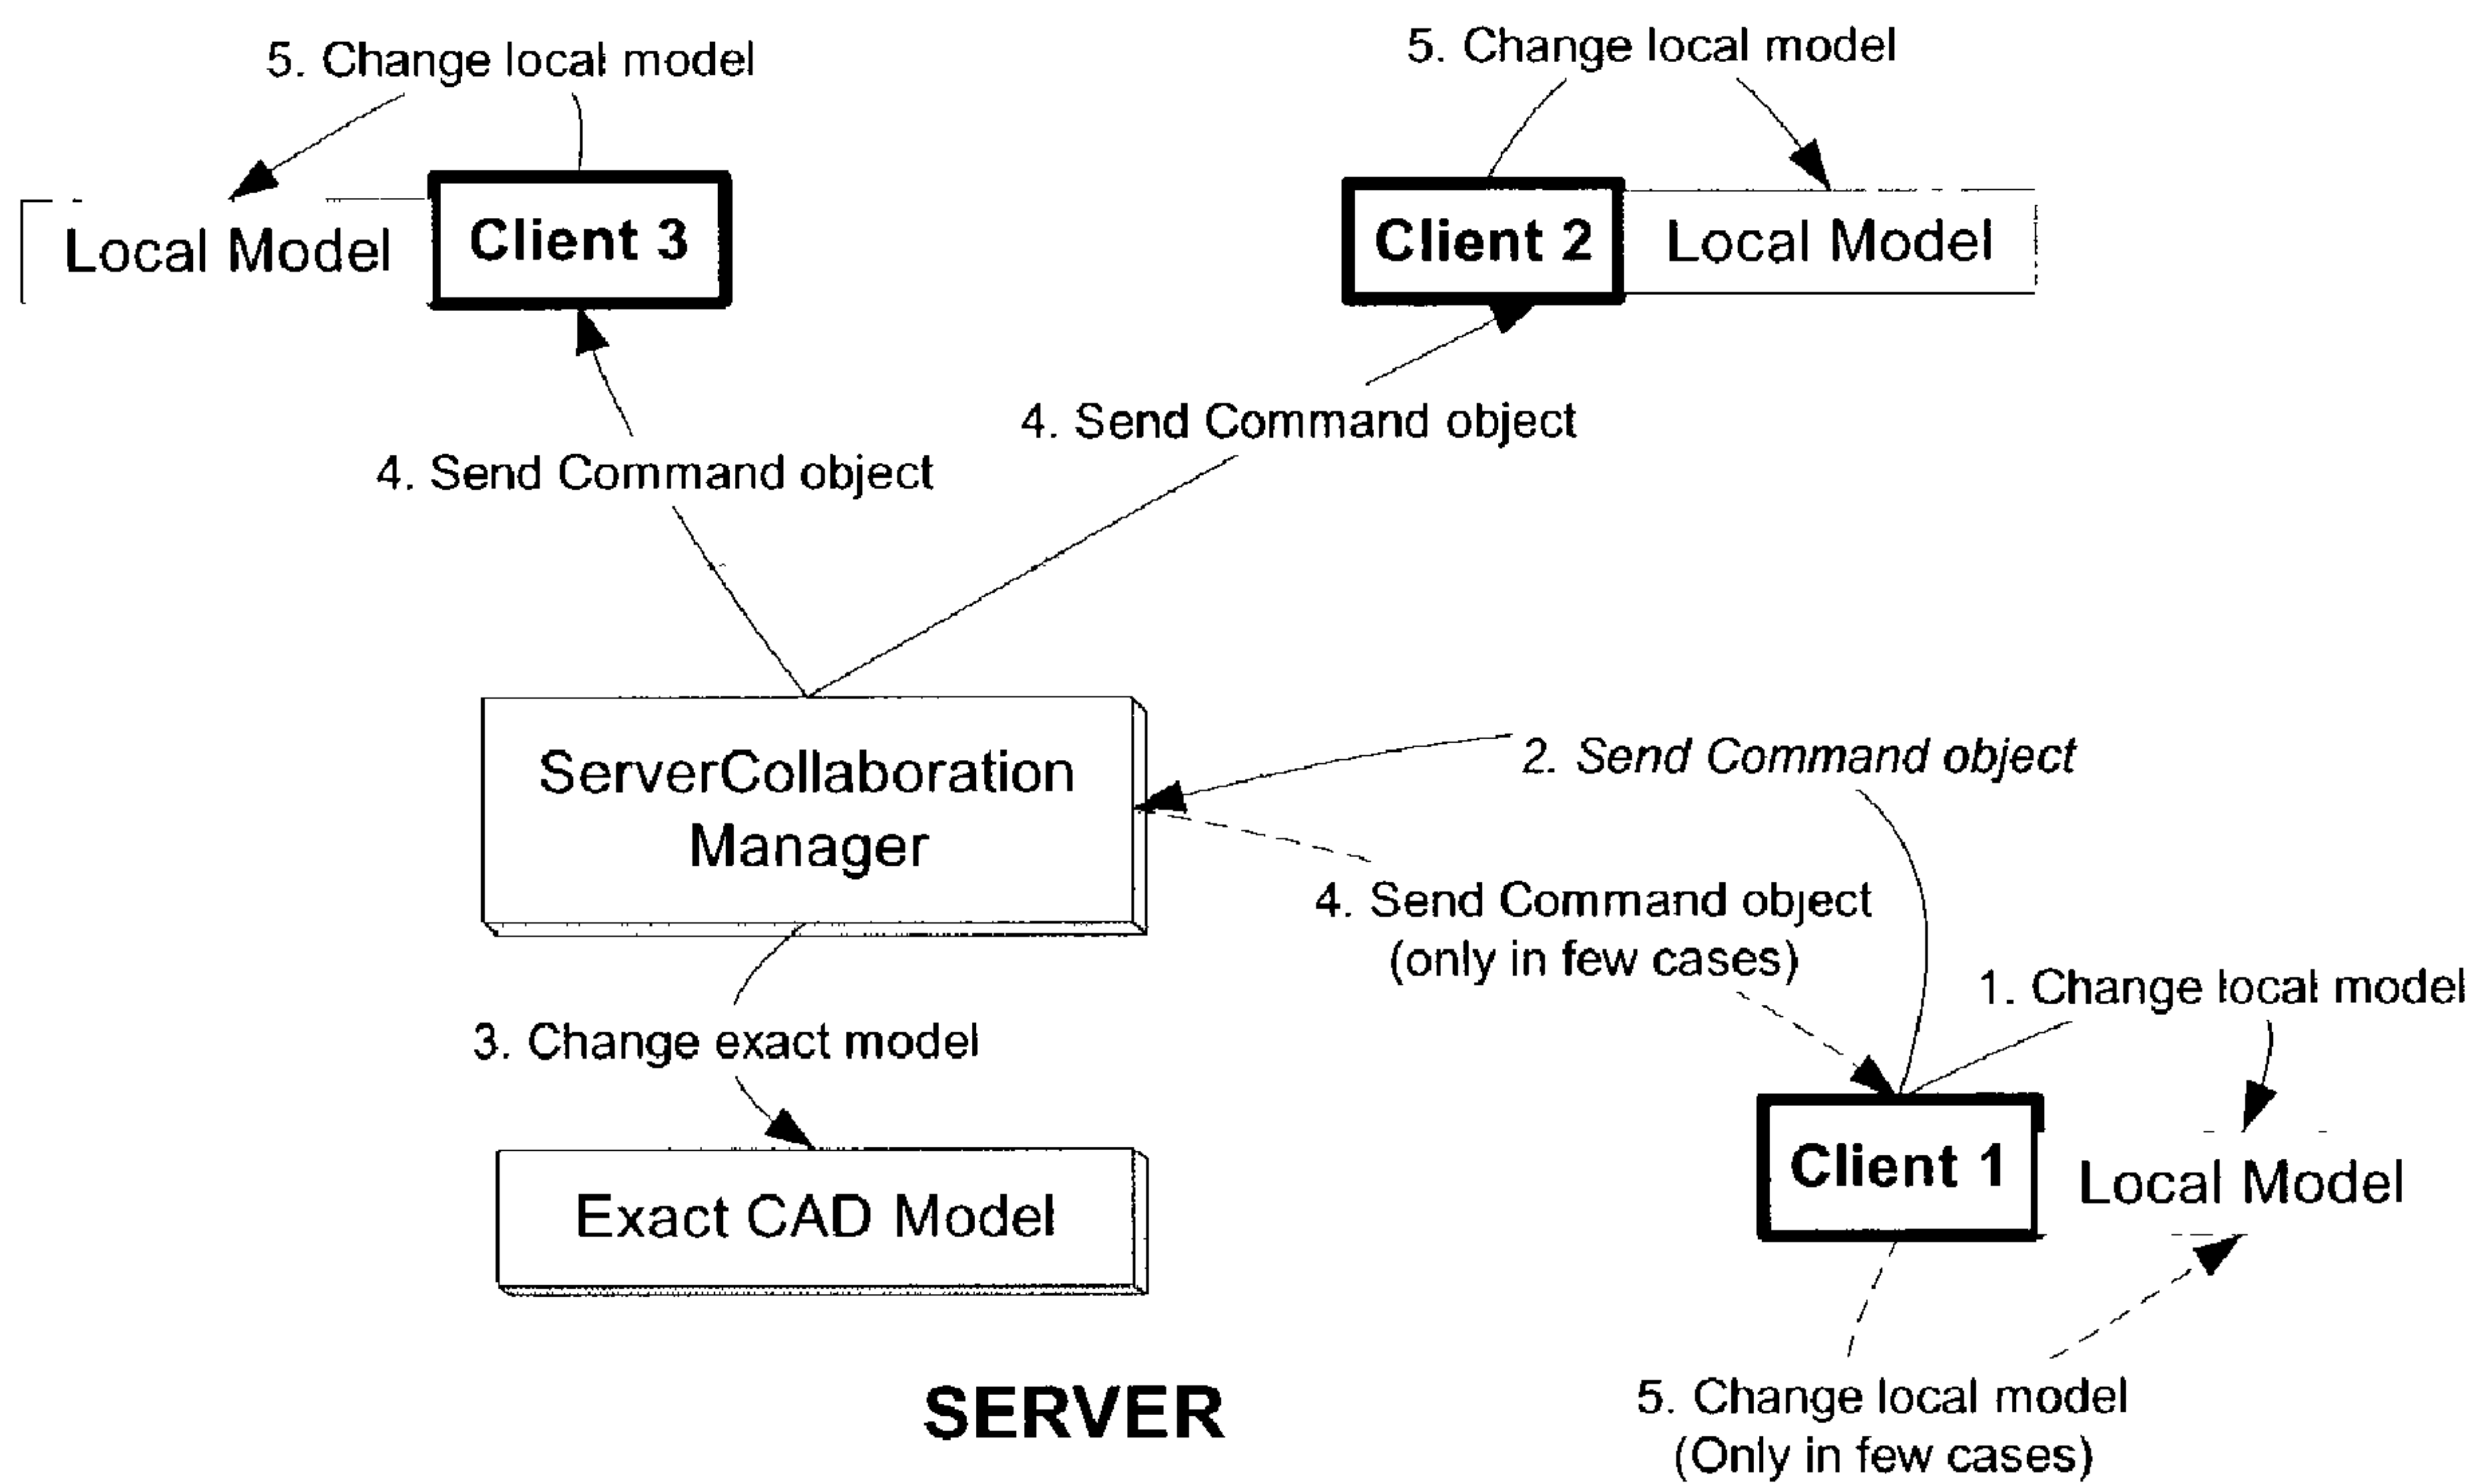 5. Change local model
5. Change local model
Local Model
Client 3
Client 2
Local Model
4. Send Command object
4. Send Command object
ServerCollaboration
Manager
2. Send Command object
4. Send Command object
(only in few cases)
1. Change local model
3. Change exact model
Client 1
Local Model
Exact CAD Model
SERVER
5. Change local model
(Only in few cases)